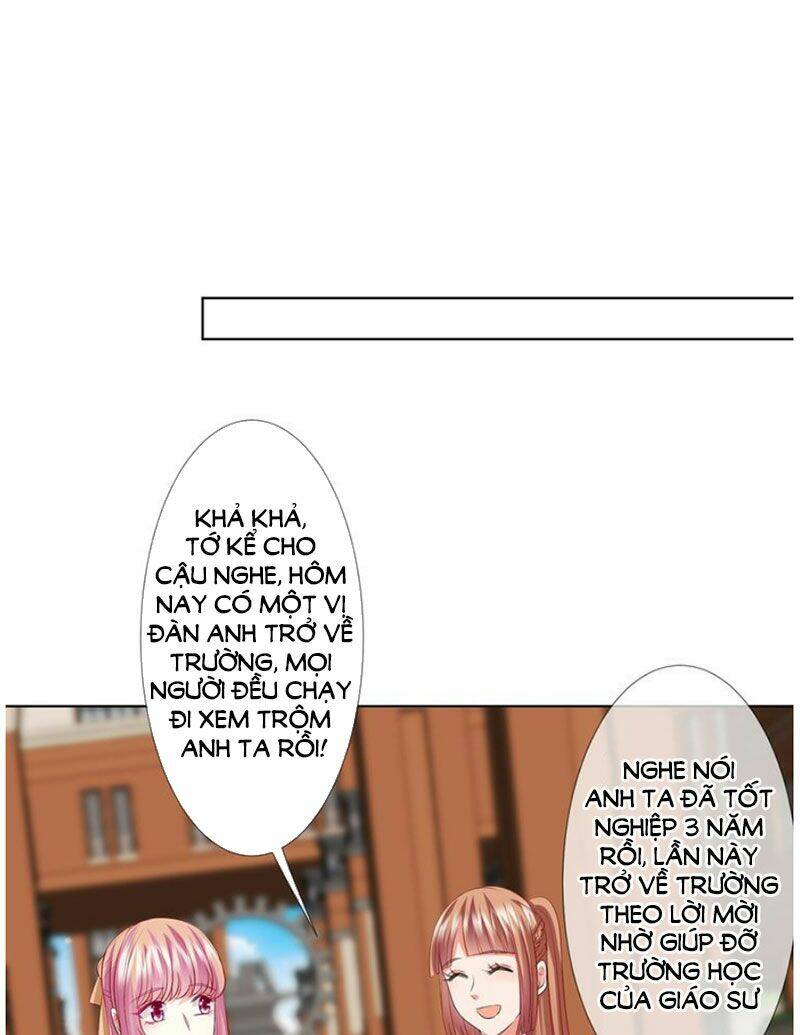 KHẢ KHẢ,
TỚ KỂ CHO
CẬU NGHE, HÔM
NAY CÓ MỘT VỊ
ĐÀN ANH TRỞ VỀ
TRƯỜNG, MỌI
NGƯỜI ĐỀU CHẠY
ĐI XEM TRỘM
ANH TA RỒI!
NGHE NÓI
ANH TA ĐÃ TỐT
NGHIỆP 3 NĂM
RỒI, LẦN NÀY
TRỞ VỀ TRƯỜNG
THEO LỜI MỜI
NHỜ GIÚP ĐỠ
TRƯỜNG HỌC
CỦA GIÁO SƯ